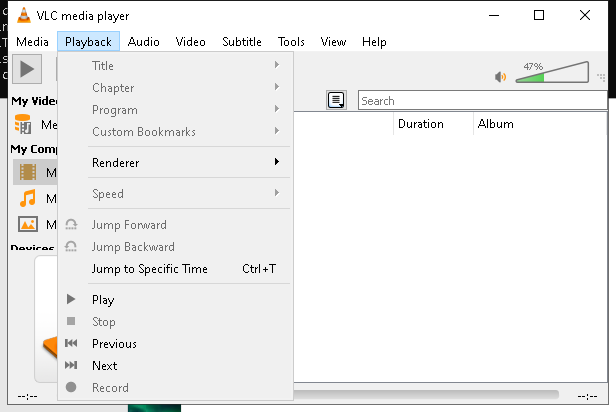 VLC media player
Media Playback Audio Video Subtitle Tools View Help
Title
Chapter
Program
Custom Bookmarks
Renderer
Speed
Jump Forward
Jump Backward
Jump to Specific Time Ctrl+T
Play
Stop
Previous
Next
Record
47%
Search
Duration Album
My Video
Me
My Comp
M
M
M
Devices
--:-- --:--